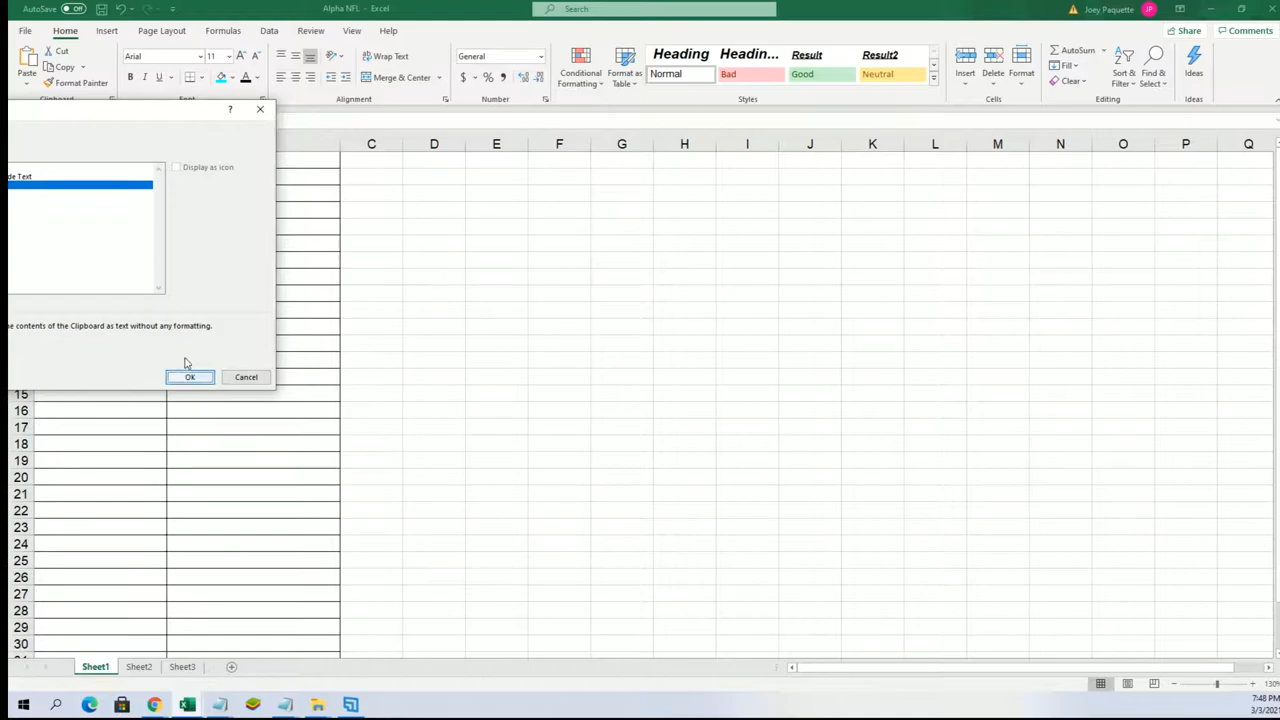 AutoSave Off Alpha NFL - Excel Search Joey Paquette JP
File Home Insert Page Layout Formulas Data Review View Help Share Comments
Cut Arial 11 Wrap Text General Heading Headin... Result Result2 AutoSum
Copy
Paste Format Painter B I U A Merge & Center $ % Conditional Formatting Format as Table Normal Bad Good Neutral Insert Delete Format Fill Clear Sort & Filter Find & Select Ideas
Clipboard Font Alignment Number Styles Cells Editing Ideas
?
C D E F G H I J K L M N O P Q
Display as icon
de Text
e contents of the Clipboard as text without any formatting.
OK Cancel
15
16
17
18
19
20
21
22
23
24
25
26
27
28
29
30
Sheet1 Sheet2 Sheet3
130%
7:48 PM
3/3/2021